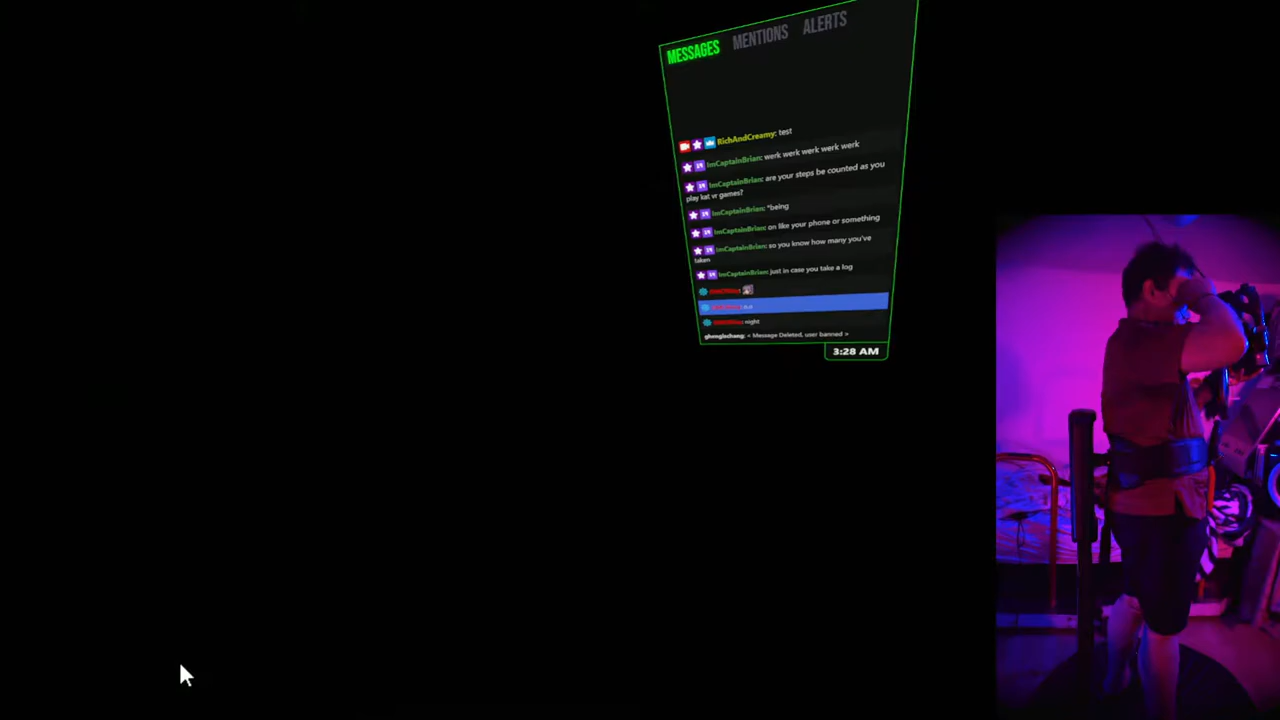 MESSAGES MENTIONS ALERTS
RichAndCreamy: test
ImCaptainBrian: werk werk werk werk werk
ImCaptainBrian: are your steps be counted as you
play kat vr games?
ImCaptainBrian: *being
ImCaptainBrian: on like your phone or something
ImCaptainBrian: so you know how many you've
taken
ImCaptainBrian: just in case you take a log
night
< Message Deleted, user banned >
3:28 AM